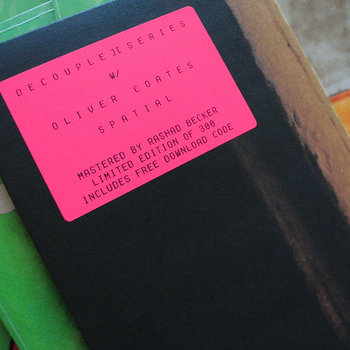 DECOUPLE ][ SERIES
W/
OLIVER COATES
SPATIAL
MASTERED BY RASHAD BECKER
LIMITED EDITION OF 300
INCLUDES FREE DOWNLOAD CODE